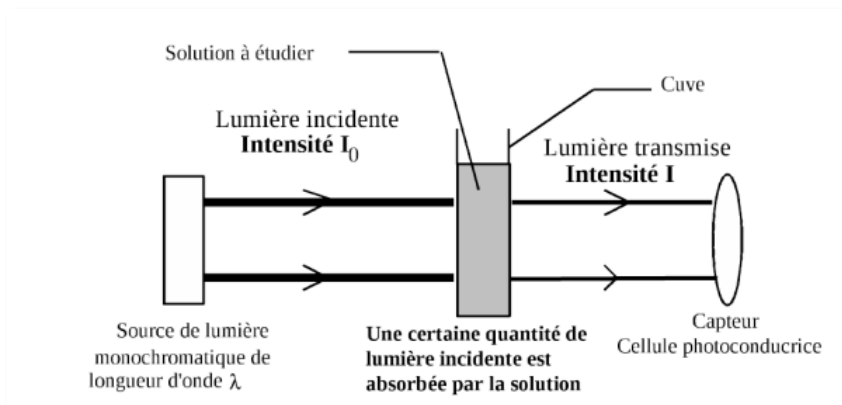 Solution à étudier
Cuve
Lumière incidente
Intensité I0
Lumière transmise
Intensité I
Source de lumière
monochromatique de
longueur d'onde λ
Une certaine quantité de
lumière incidente est
absorbée par la solution
Capteur
Cellule photoconducrice